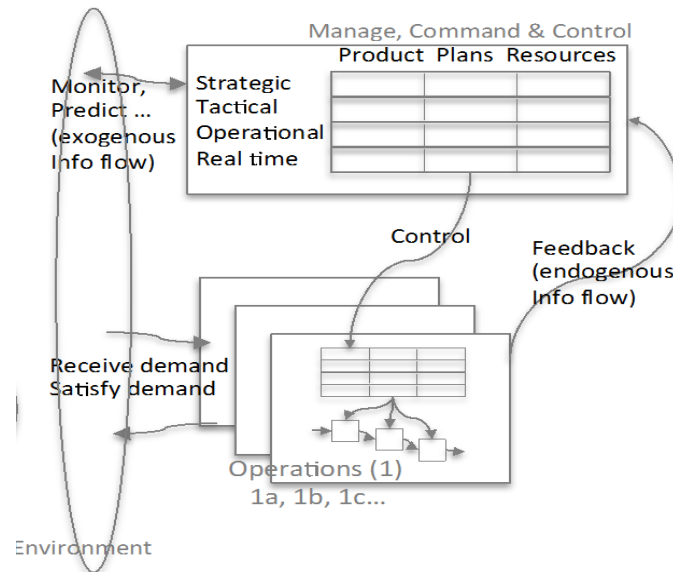 Manage, Command & Control
Product Plans Resources
Strategic
Tactical
Operational
Real time
Monitor,
Predict ...
(exogenous
Info flow)
Control
Feedback
(endogenous
Info flow)
Receive demand
Satisfy demand
Operations (1)
1a, 1b, 1c...
Environment